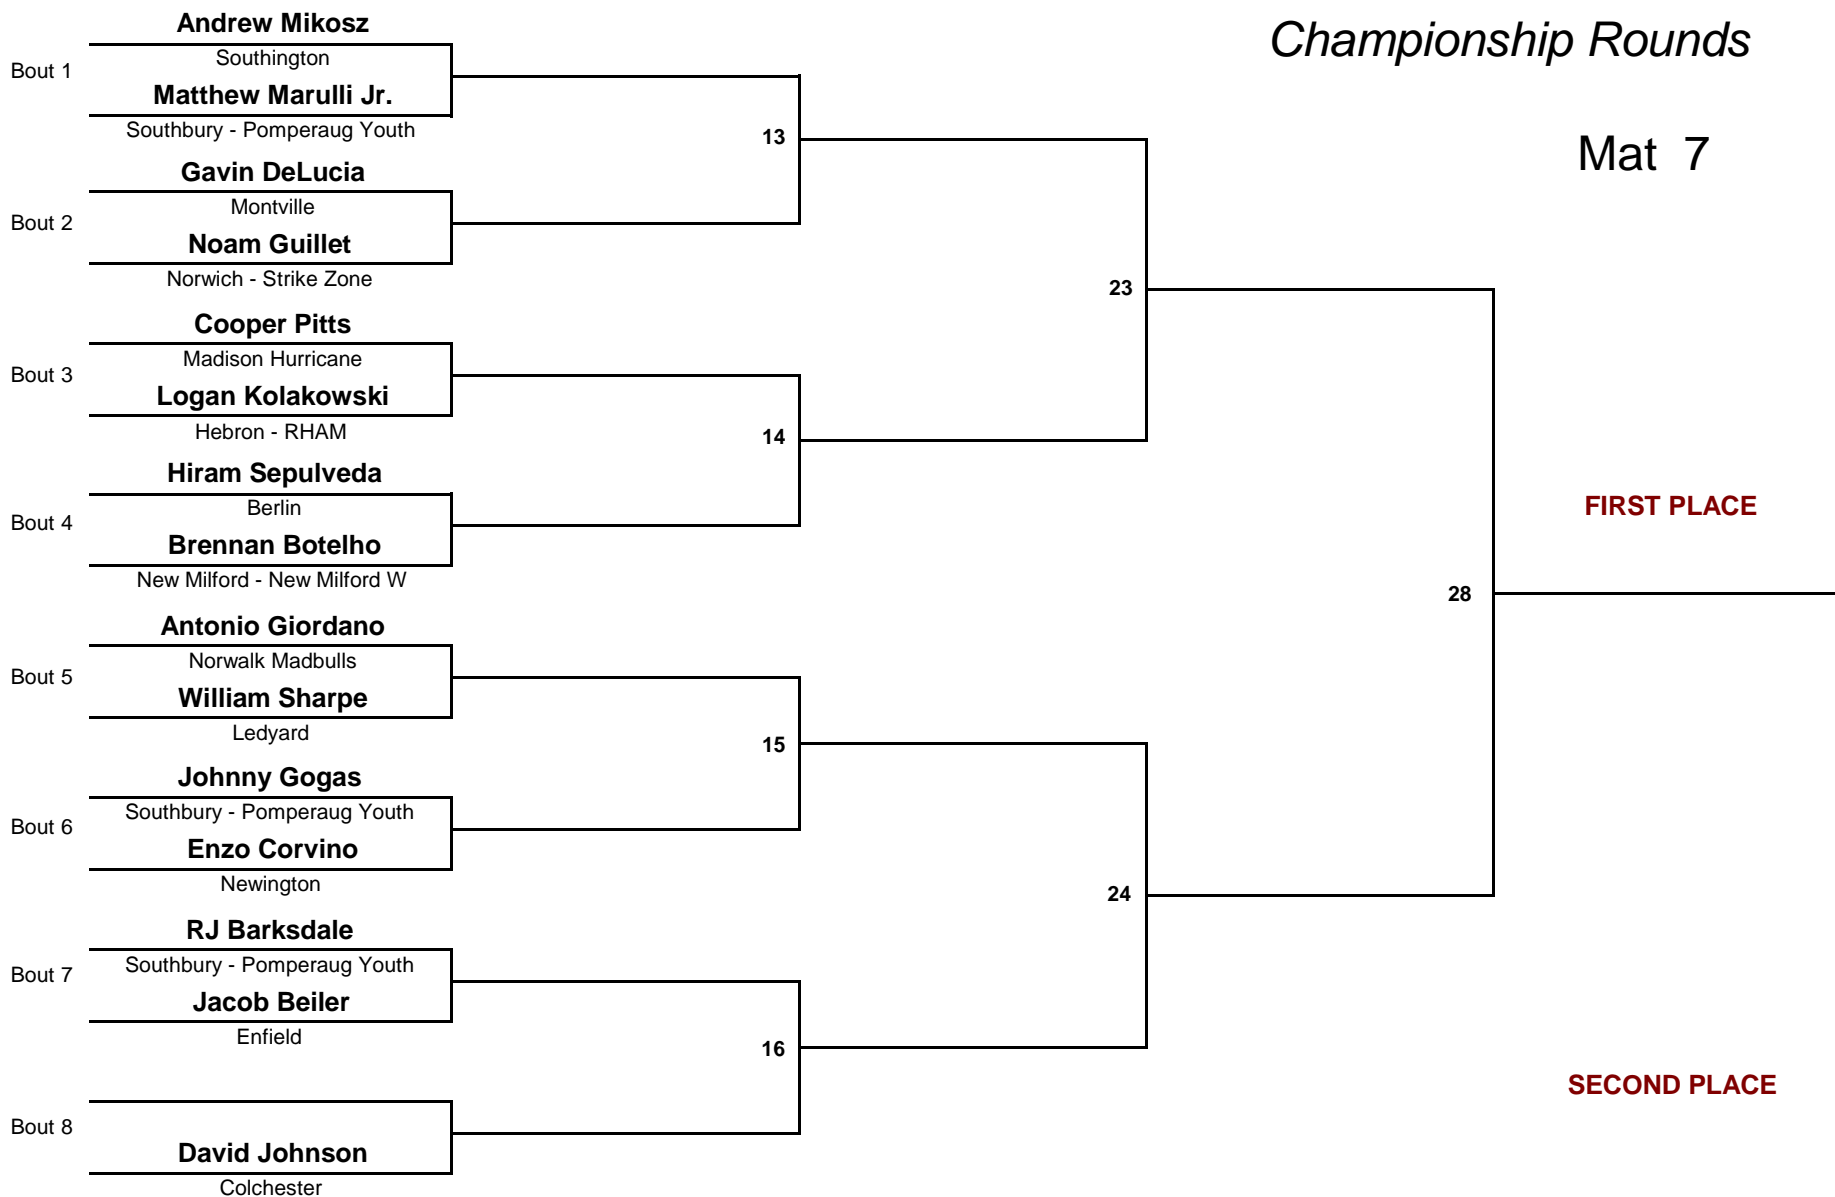 Championship Rounds
Mat 7
Andrew Mikosz
Southington
Bout 1
Matthew Marulli Jr.
Southbury - Pomperaug Youth
13
Gavin DeLucia
Montville
Bout 2
Noam Guillet
Norwich - Strike Zone
23
Cooper Pitts
Madison Hurricane
Bout 3
Logan Kolakowski
Hebron - RHAM
14
Hiram Sepulveda
Berlin
Bout 4
Brennan Botelho
New Milford - New Milford W
FIRST PLACE
28
Antonio Giordano
Norwalk Madbulls
Bout 5
William Sharpe
Ledyard
15
Johnny Gogas
Southbury - Pomperaug Youth
Bout 6
Enzo Corvino
Newington
24
RJ Barksdale
Southbury - Pomperaug Youth
Bout 7
Jacob Beiler
Enfield
16
SECOND PLACE
Bout 8
David Johnson
Colchester